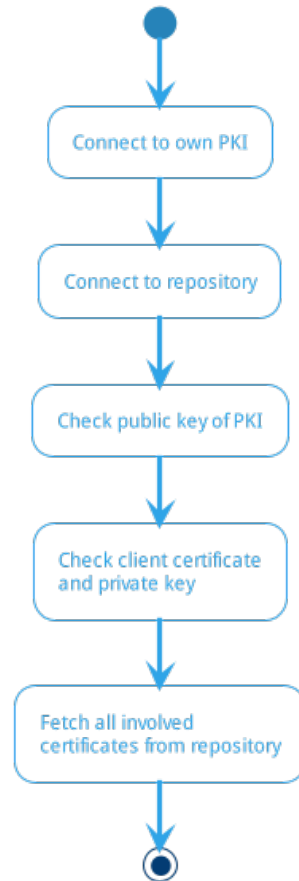 Connect to own PKI
Connect to repository
Check public key of PKI
Check client certificate
and private key
Fetch all involved
certificates from repository